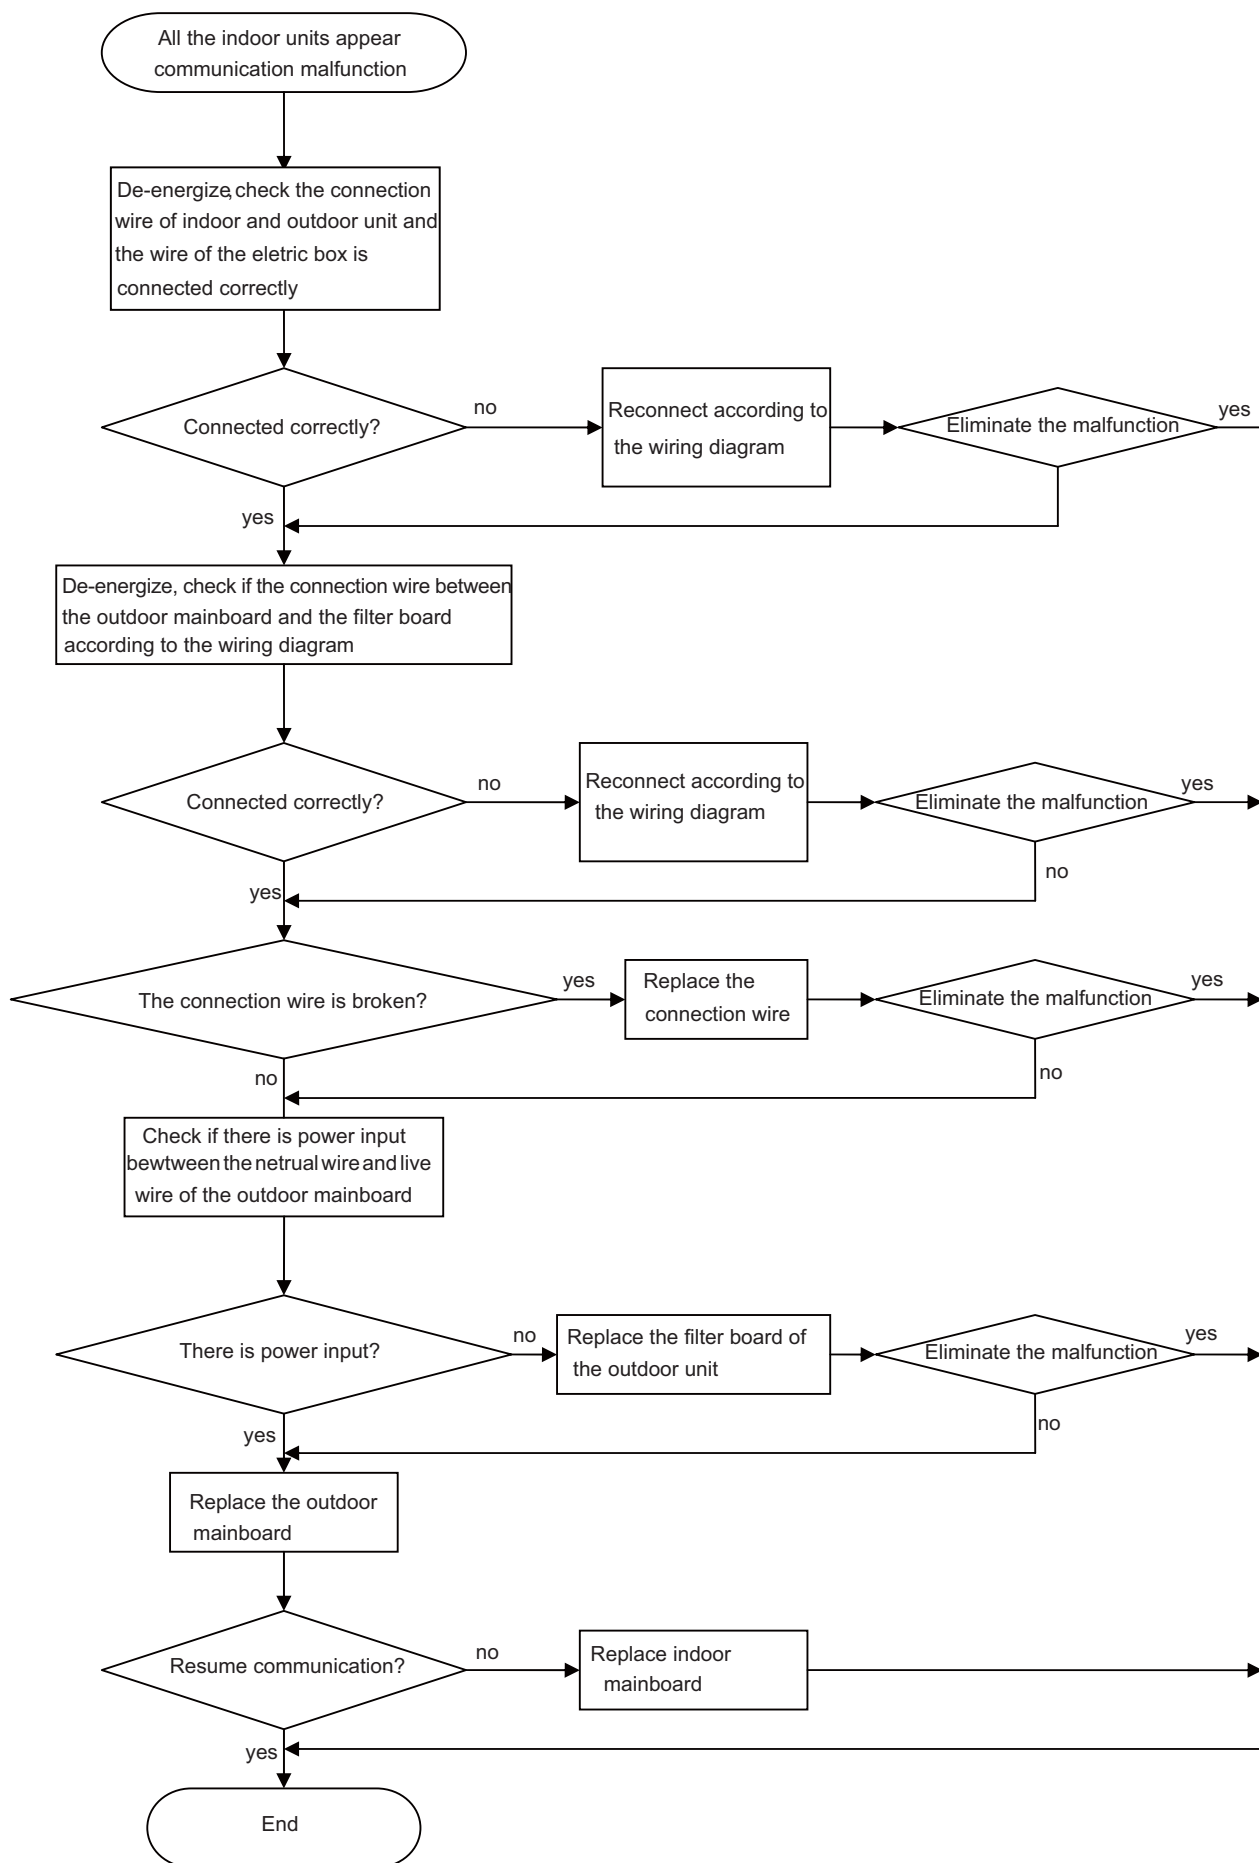 All the indoor units appear
communication malfunction
De-energize,check the connection
wire of indoor and outdoor unit and
the wire of the eletric box is
connected correctly
Connected correctly?
no
Reconnect according to
the wiring diagram
Eliminate the malfunction
yes
yes
De-energize, check if the connection wire between
the outdoor mainboard and the filter board
according to the wiring diagram
Connected correctly?
no
Reconnect according to
the wiring diagram
Eliminate the malfunction
yes
no
yes
The connection wire is broken?
yes
Replace the
connection wire
Eliminate the malfunction
yes
no
no
Check if there is power input
bewtween the netrual wire and live
wire of the outdoor mainboard
There is power input?
no
Replace the filter board of
the outdoor unit
Eliminate the malfunction
yes
no
yes
Replace the outdoor
mainboard
Resume communication?
no
Replace indoor
mainboard
yes
End